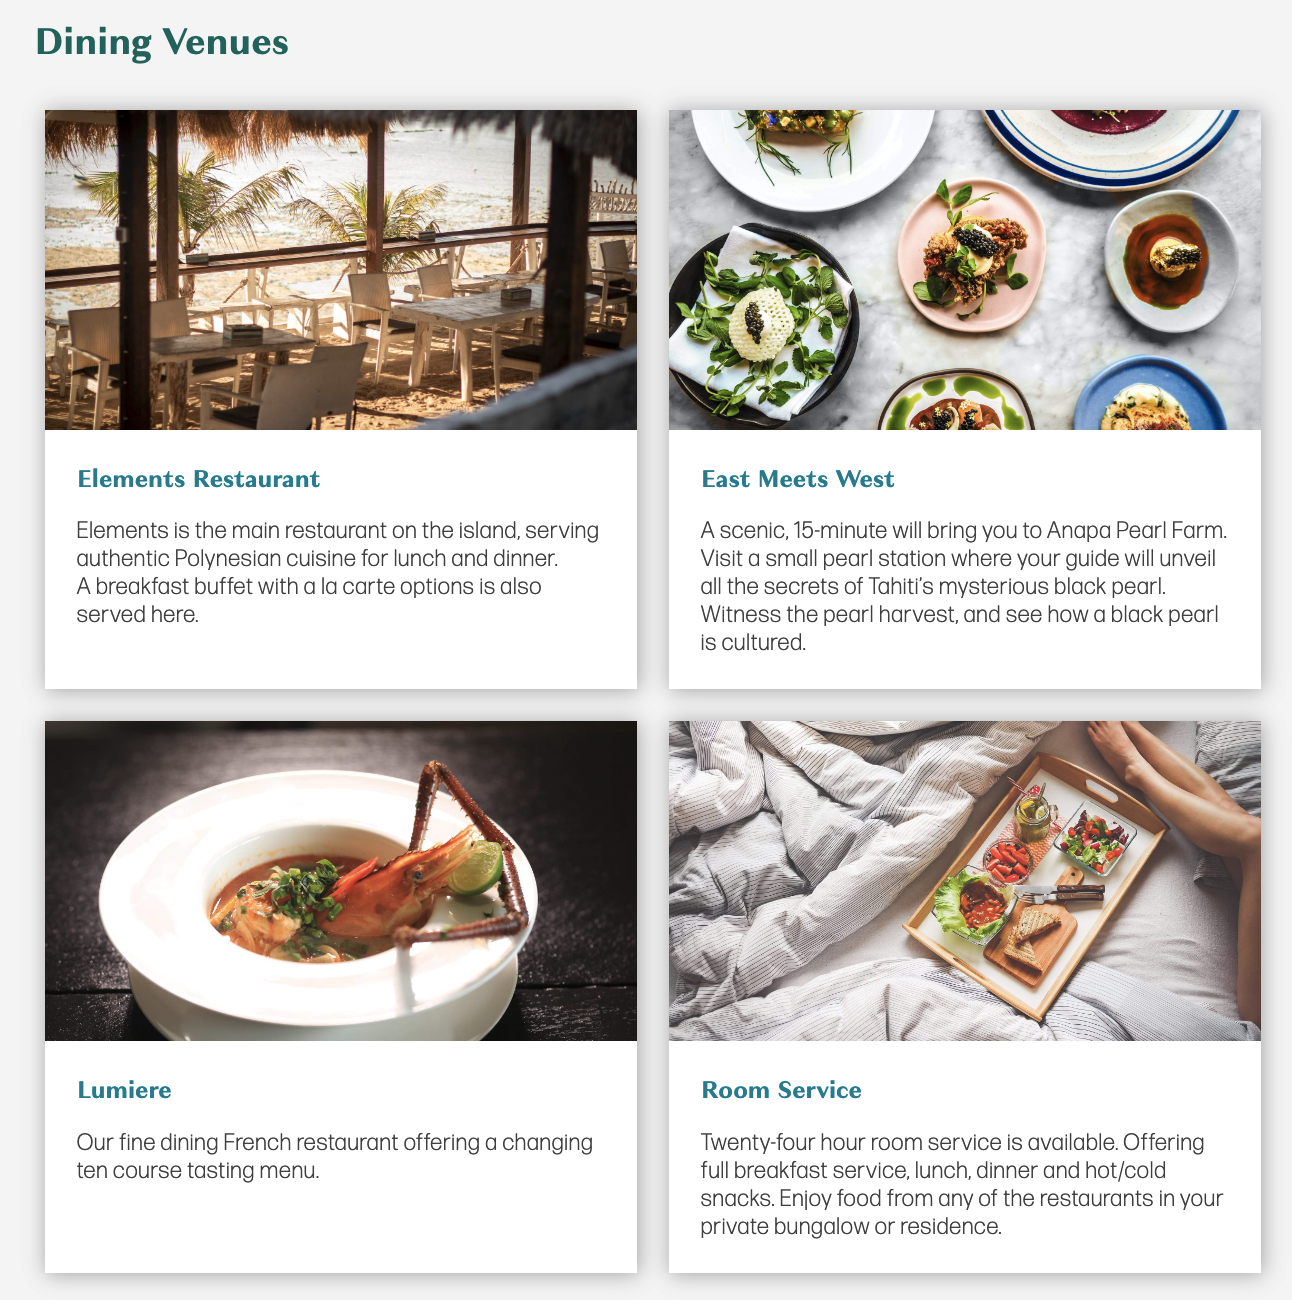 Dining Venues
Elements Restaurant
Elements is the main restaurant on the island, serving
authentic Polynesian cuisine for lunch and dinner.
A breakfast buffet with a la carte options is also
served here.
East Meets West
A scenic, 15-minute will bring you to Anapa Pearl Farm.
Visit a small pearl station where your guide will unveil
all the secrets of Tahiti's mysterious black pearl.
Witness the pearl harvest, and see how a black pearl
is cultured.
Lumiere
Our fine dining French restaurant offering a changing
ten course tasting menu.
Room Service
Twenty-four hour room service is available. Offering
full breakfast service, lunch, dinner and hot/cold
snacks. Enjoy food from any of the restaurants in your
private bungalow or residence.